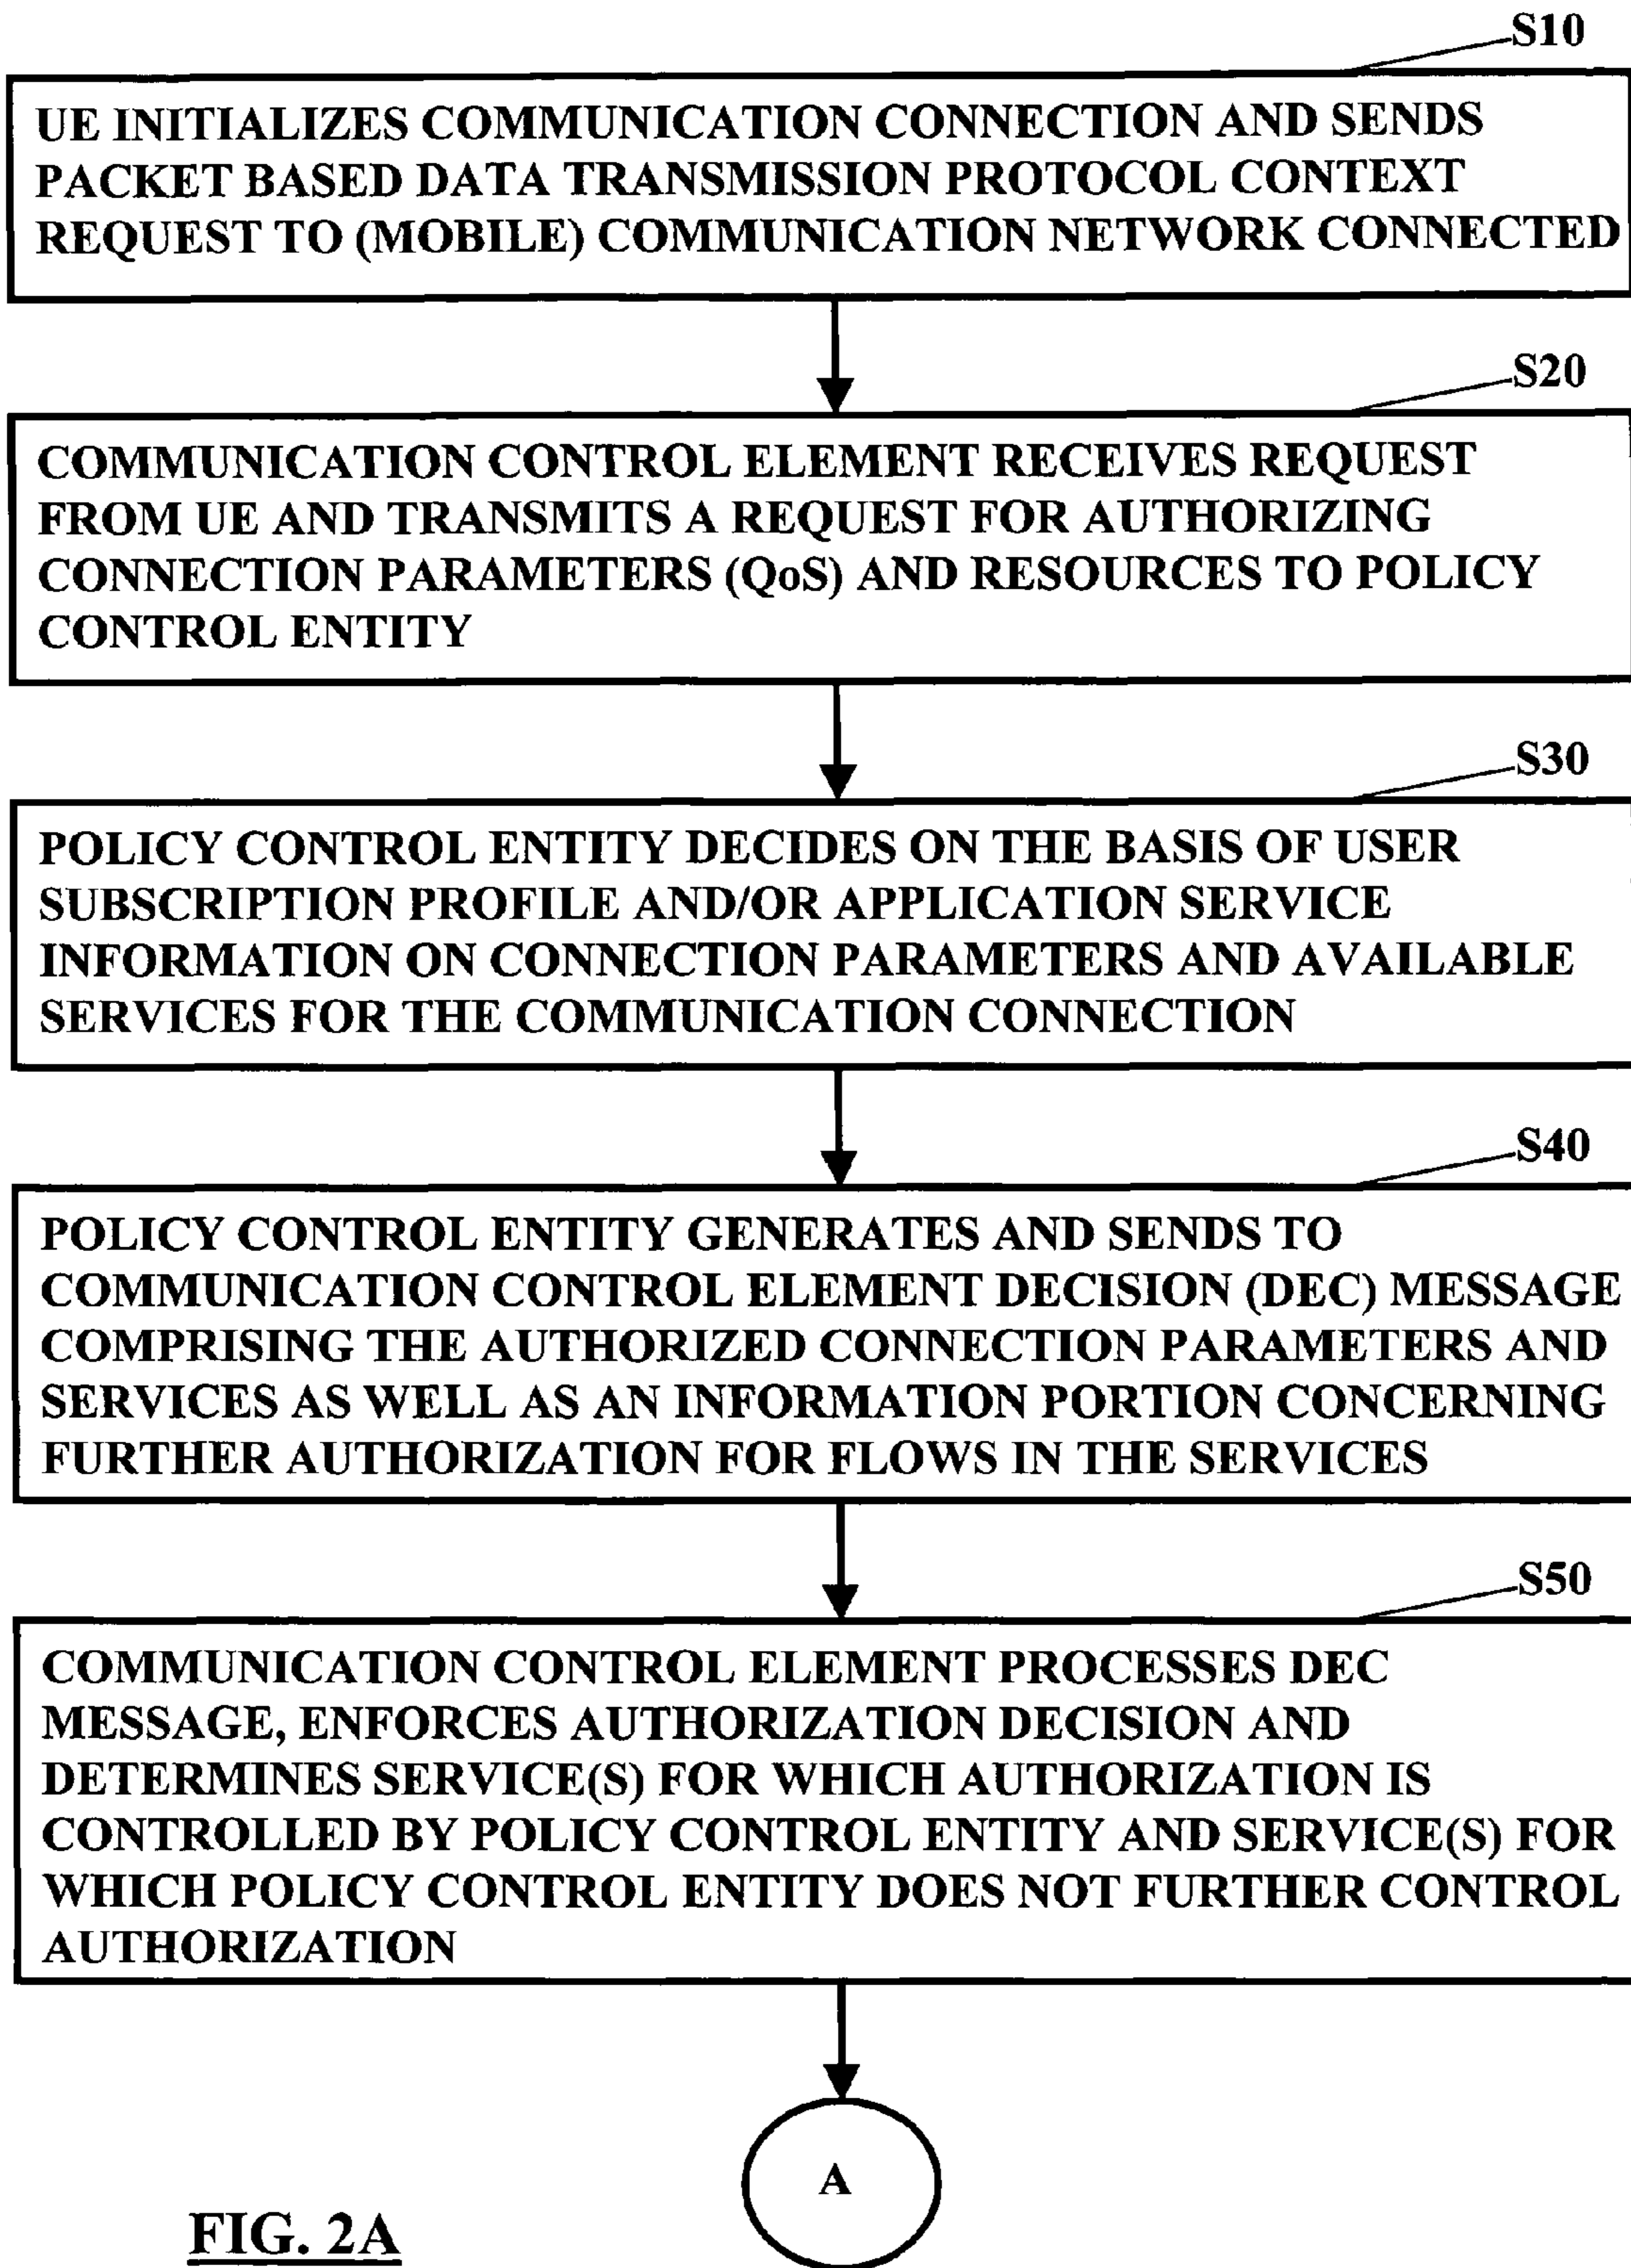 S10
UE INITIALIZES COMMUNICATION CONNECTION AND SENDS
PACKET BASED DATA TRANSMISSION PROTOCOL CONTEXT
REQUEST TO (MOBILE) COMMUNICATION NETWORK CONNECTED
S20
COMMUNICATION CONTROL ELEMENT RECEIVES REQUEST
FROM UE AND TRANSMITS A REQUEST FOR AUTHORIZING
CONNECTION PARAMETERS (QoS) AND RESOURCES TO POLICY
CONTROL ENTITY
S30
POLICY CONTROL ENTITY DECIDES ON THE BASIS OF USER
SUBSCRIPTION PROFILE AND/OR APPLICATION SERVICE
INFORMATION ON CONNECTION PARAMETERS AND AVAILABLE
SERVICES FOR THE COMMUNICATION CONNECTION
S40
POLICY CONTROL ENTITY GENERATES AND SENDS TO
COMMUNICATION CONTROL ELEMENT DECISION (DEC) MESSAGE
COMPRISING THE AUTHORIZED CONNECTION PARAMETERS AND
SERVICES AS WELL AS AN INFORMATION PORTION CONCERNING
FURTHER AUTHORIZATION FOR FLOWS IN THE SERVICES
S50
COMMUNICATION CONTROL ELEMENT PROCESSES DEC
MESSAGE, ENFORCES AUTHORIZATION DECISION AND
DETERMINES SERVICE(S) FOR WHICH AUTHORIZATION IS
CONTROLLED BY POLICY CONTROL ENTITY AND SERVICE(S) FOR
WHICH POLICY CONTROL ENTITY DOES NOT FURTHER CONTROL
AUTHORIZATION
A
FIG. 2A